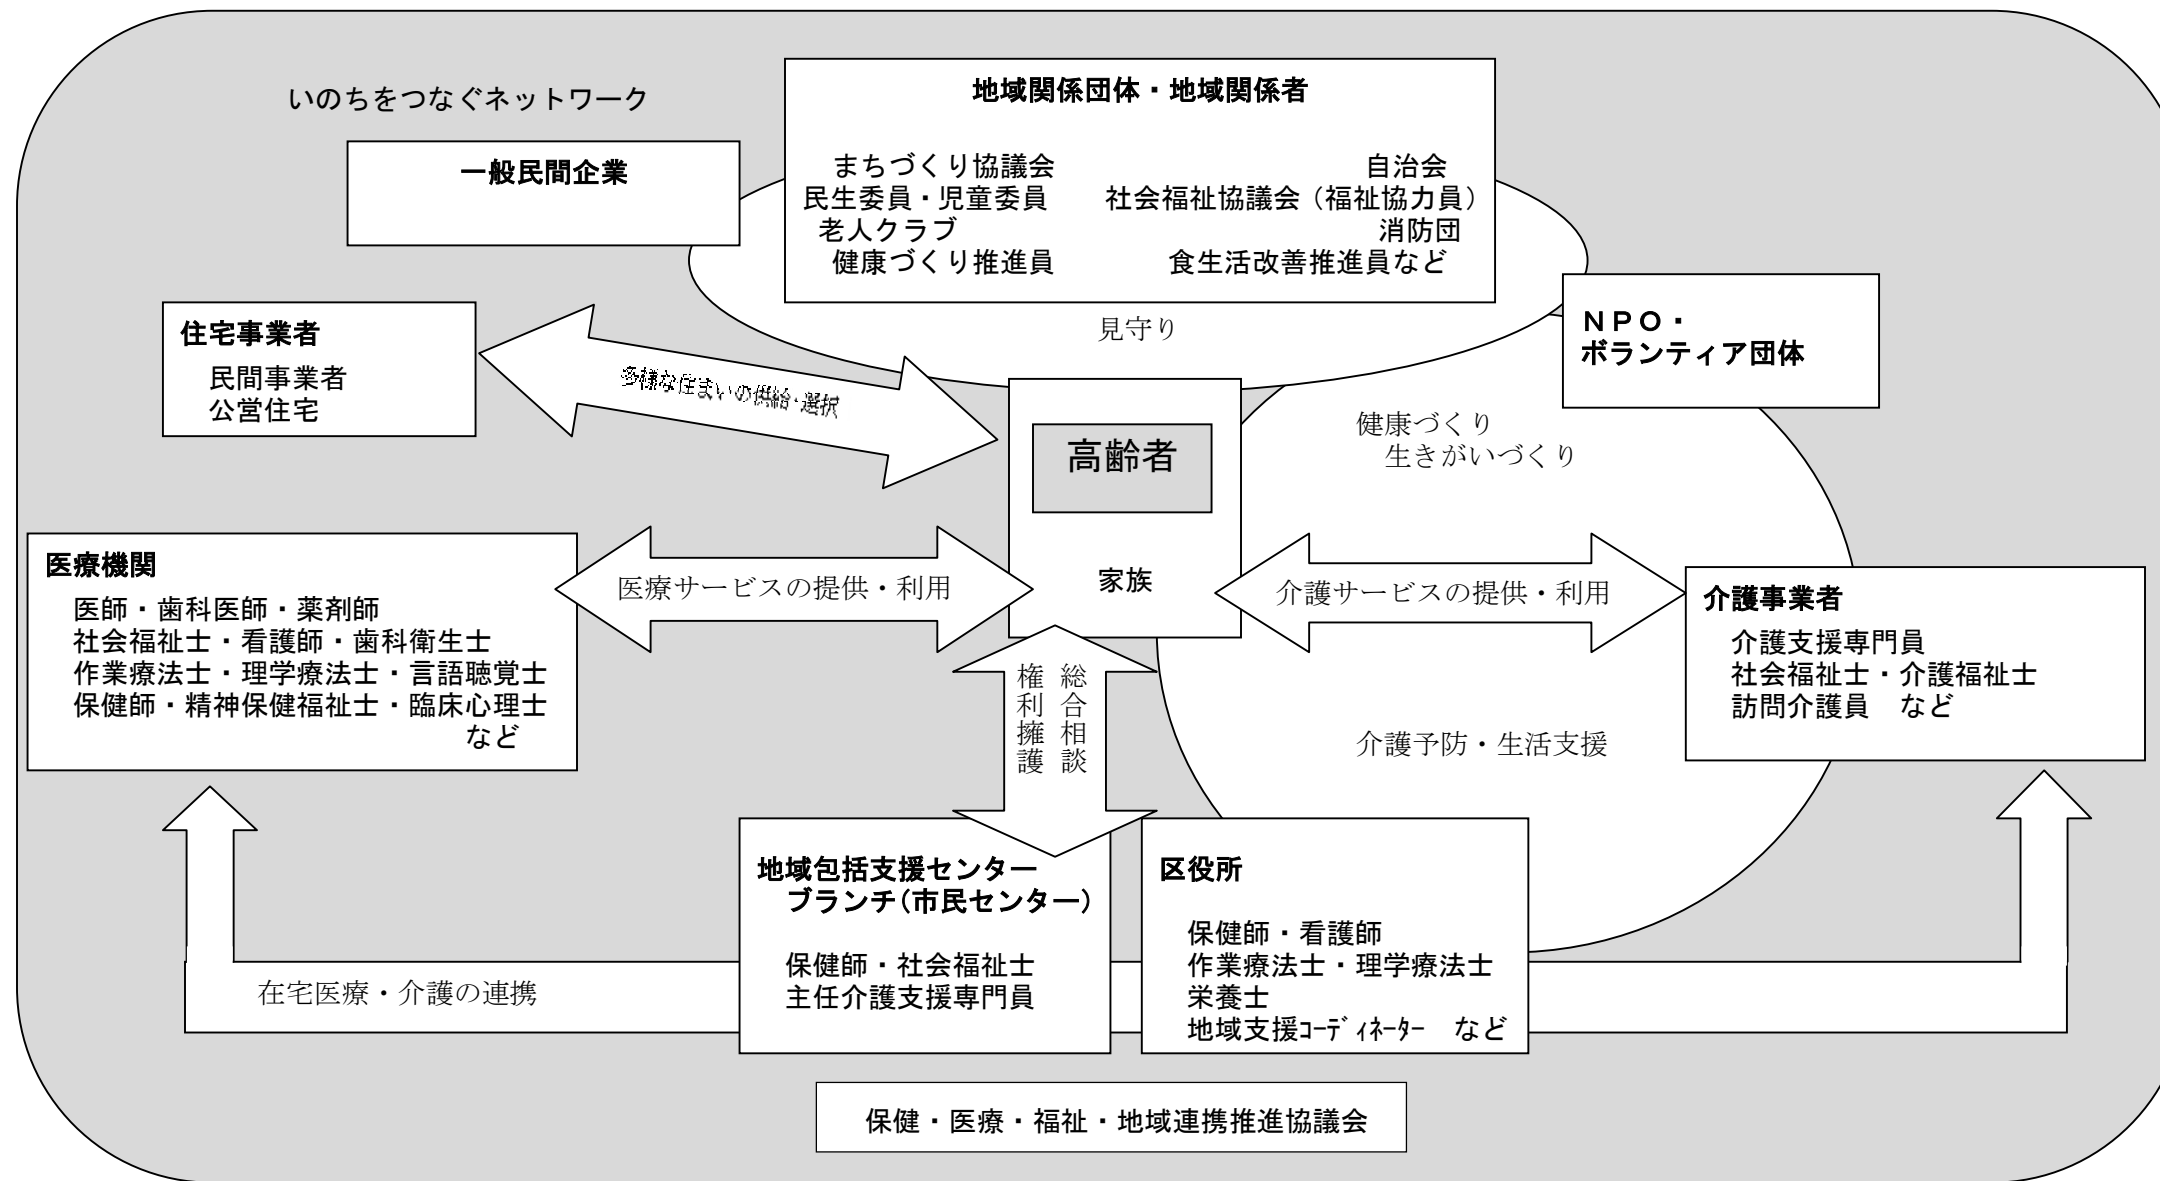 いのちをつなぐネットワーク
地域関係団体・地域関係者
まちづくり協議会 自治会
民生委員・児童委員 社会福祉協議会(福祉協力員)
老人クラブ 消防団
健康づくり推進員 食生活改善推進員など
一般民間企業
見守り
住宅事業者
民間事業者
公営住宅
多様な住まいの供給・選択
NPO・
ボランティア団体
健康づくり
生きがいづくり
高齢者
家族
医療機関
医師・歯科医師・薬剤師
社会福祉士・看護師・歯科衛生士
作業療法士・理学療法士・言語聴覚士
保健師・精神保健福祉士・臨床心理士
など
医療サービスの提供・利用
介護サービスの提供・利用
介護事業者
介護支援専門員
社会福祉士・介護福祉士
訪問介護員 など
総合相談
権利擁護
介護予防・生活支援
地域包括支援センター
ブランチ(市民センター)
保健師・社会福祉士
主任介護支援専門員
区役所
保健師・看護師
作業療法士・理学療法士
栄養士
地域支援コーディネーター など
在宅医療・介護の連携
保健・医療・福祉・地域連携推進協議会